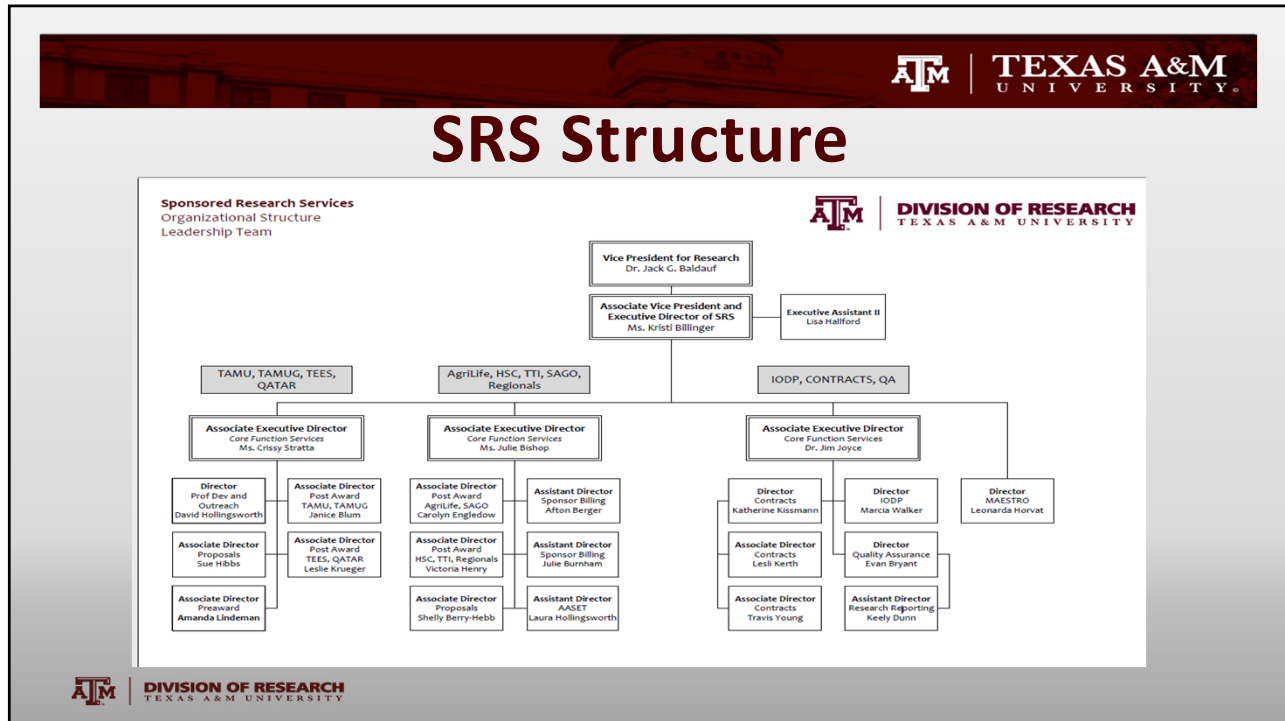 TEXAS A&M
UNIVERSITY
SRS Structure
Sponsored Research Services
Organizational Structure
Leadership Team
ĀM
DIVISION OF RESEARCH
TEXAS A&M UNIVERSITY
Vice President for Research
Dr. Jack G. Baldauf
Associate Vice President and
Executive Director of SRS
Ms. Kristi Billinger
Executive Assistant II
Lisa Hallford
TAMU, TAMUG, TEES,
QATAR
AgriLife, HSC, TTI, SAGO,
Regionals
IODP, CONTRACTS, QA
Associate Executive Director
Core Function Services
Ms. Crissy Stratta
Associate Executive Director
Core Function Services
Ms. Julie Bishop
Associate Executive Director
Core Function Services
Dr. Jim Joyce
Director
Prof Dev and
Outreach
David Hollingsworth
Associate Director
Post Award
TAMU, TAMUG
Janice Blum
Associate Director
Post Award
AgriLife, SAGO
Carolyn Engledow
Assistant Director
Sponsor Billing
Afton Berger
Director
Contracts
Katherine Kissmann
Director
IODP
Marcia Walker
Director
MAESTRO
Leonarda Horvat
Associate Director
Proposals
Sue Hibbs
Associate Director
Post Award
TEES, QATAR
Leslie Krueger
Associate Director
Post Award
HSC, TTI, Regionals
Victoria Henry
Assistant Director
Sponsor Billing
Julie Burnham
Associate Director
Contracts
Lesli Kerth
Director
Quality Assurance
Evan Bryant
Associate Director
Preaward
Amanda Lindeman
Associate Director
Proposals
Shelly Berry-Hebb
Assistant Director
AASET
Laura Hollingsworth
Associate Director
Contracts
Travis Young
Assistant Director
Research Reporting
Keely Dunn
DIVISION OF RESEARCH
TEXAS A&M UNIVERSITY